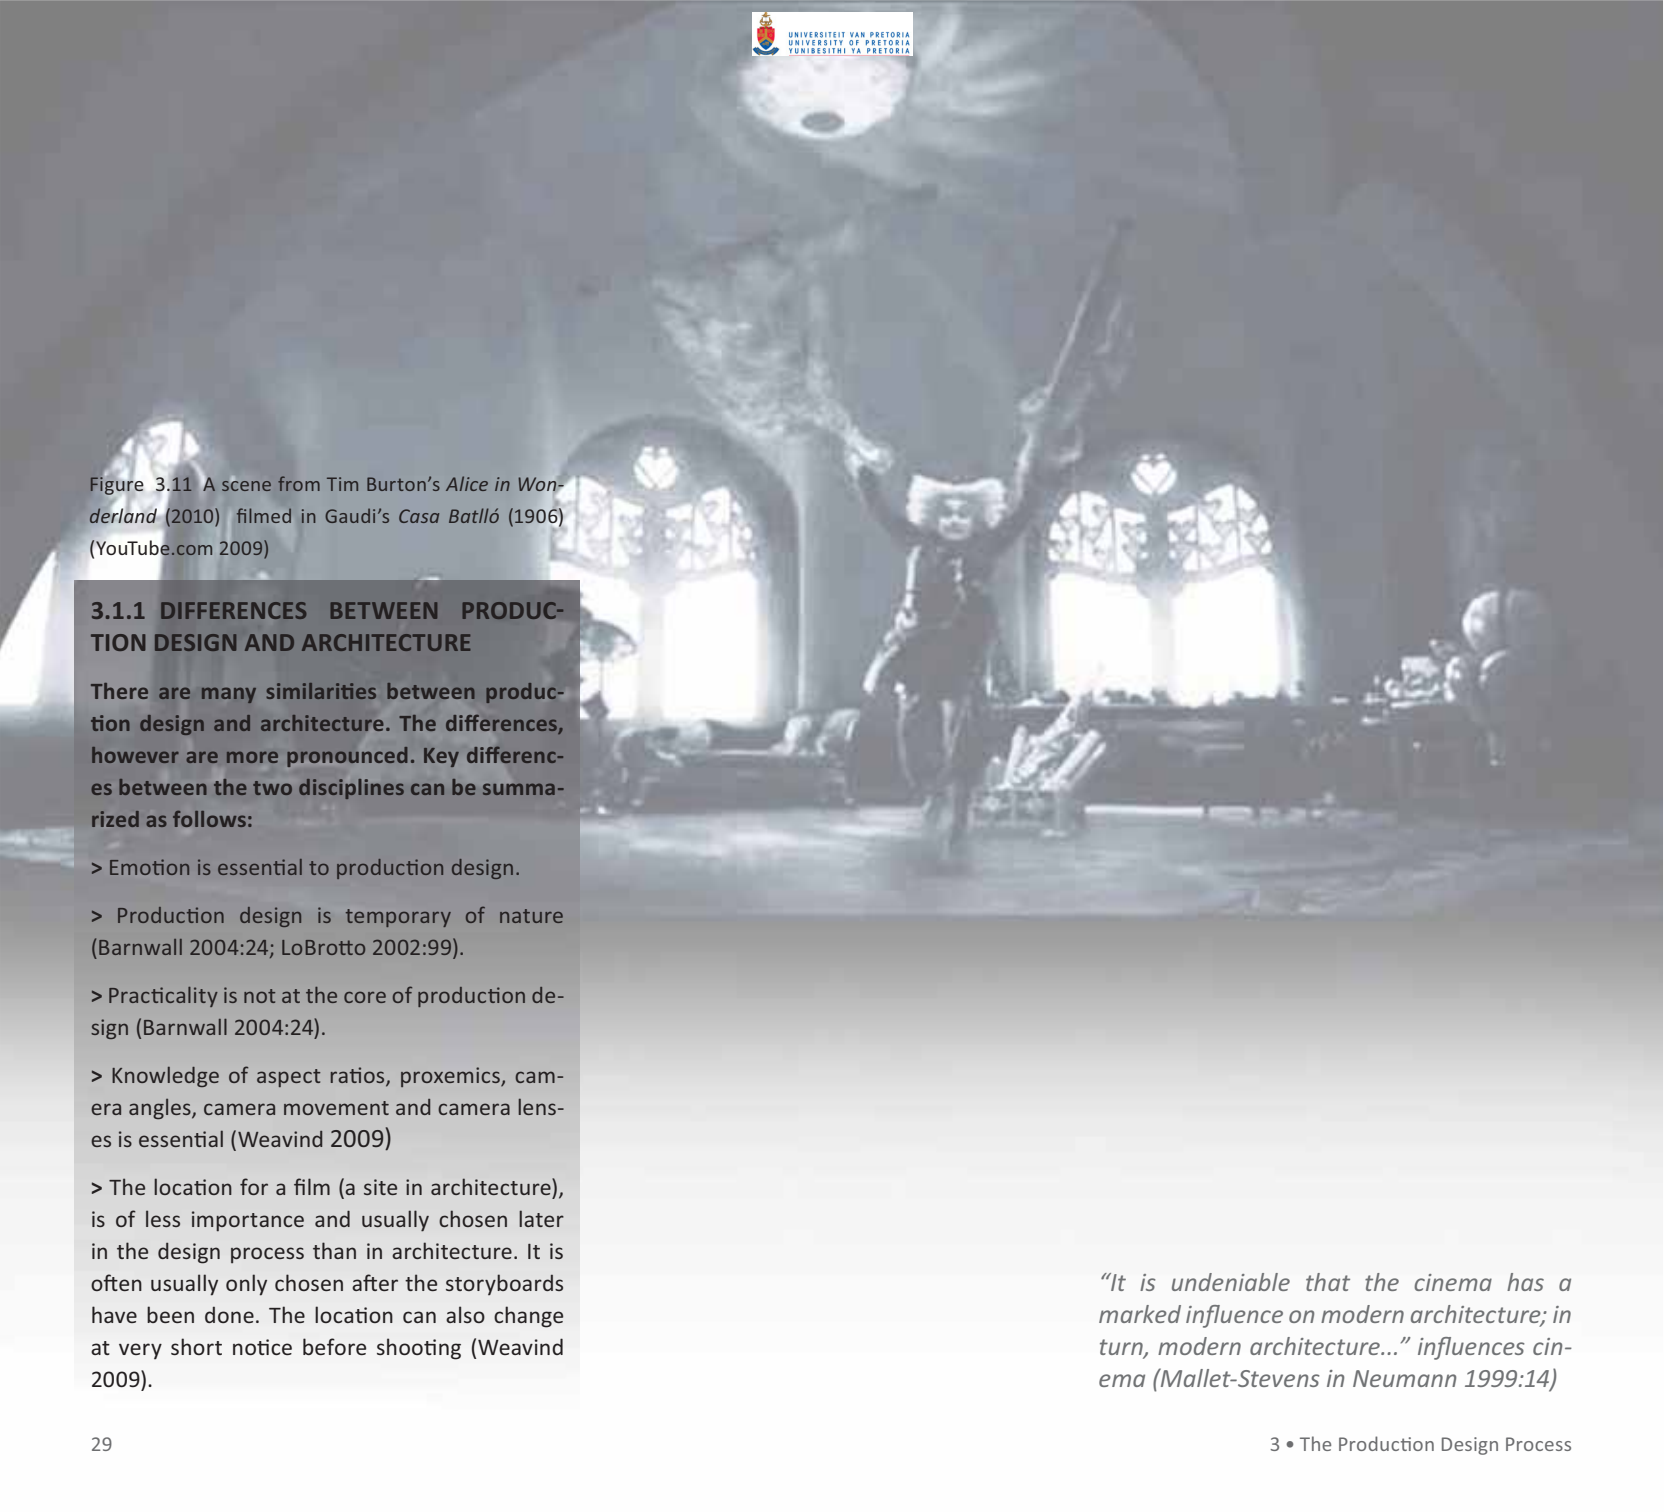 UNIVERSITEIT VAN PRETORIA
UNIVERSITY OF PRETORIA
YUNIBESITHI YA PRETORIA
Figure 3.11 A scene from Tim Burton’s Alice in Won-
derland (2010) filmed in Gaudi’s Casa Batlló (1906)
(YouTube.com 2009)
3.1.1 DIFFERENCES BETWEEN PRODUC-
TION DESIGN AND ARCHITECTURE
There are many similarities between produc-
tion design and architecture. The differences,
however are more pronounced. Key differenc-
es between the two disciplines can be summa-
rized as follows:
> Emotion is essential to production design.
> Production design is temporary of nature
(Barnwall 2004:24; LoBrotto 2002:99).
> Practicality is not at the core of production de-
sign (Barnwall 2004:24).
> Knowledge of aspect ratios, proxemics, cam-
era angles, camera movement and camera lens-
es is essential (Weavind 2009)
> The location for a film (a site in architecture),
is of less importance and usually chosen later
in the design process than in architecture. It is
often usually only chosen after the storyboards
have been done. The location can also change
at very short notice before shooting (Weavind
2009).
“It is undeniable that the cinema has a
marked influence on modern architecture; in
turn, modern architecture...” influences cin-
ema (Mallet-Stevens in Neumann 1999:14)
29
3 • The Production Design Process